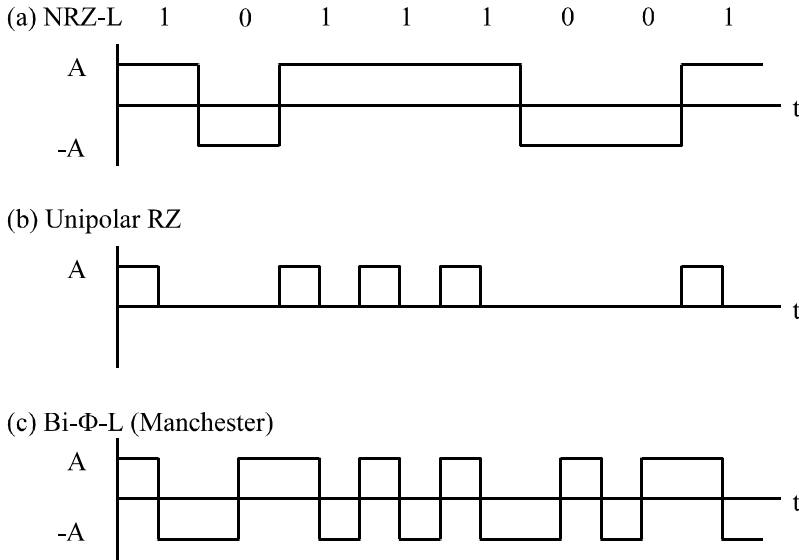 (a) NRZ-L 1 0 1 1 1 0 0 1
A
t
-A
(b) Unipolar RZ
A
t
(c) Bi-Φ-L (Manchester)
A
t
-A